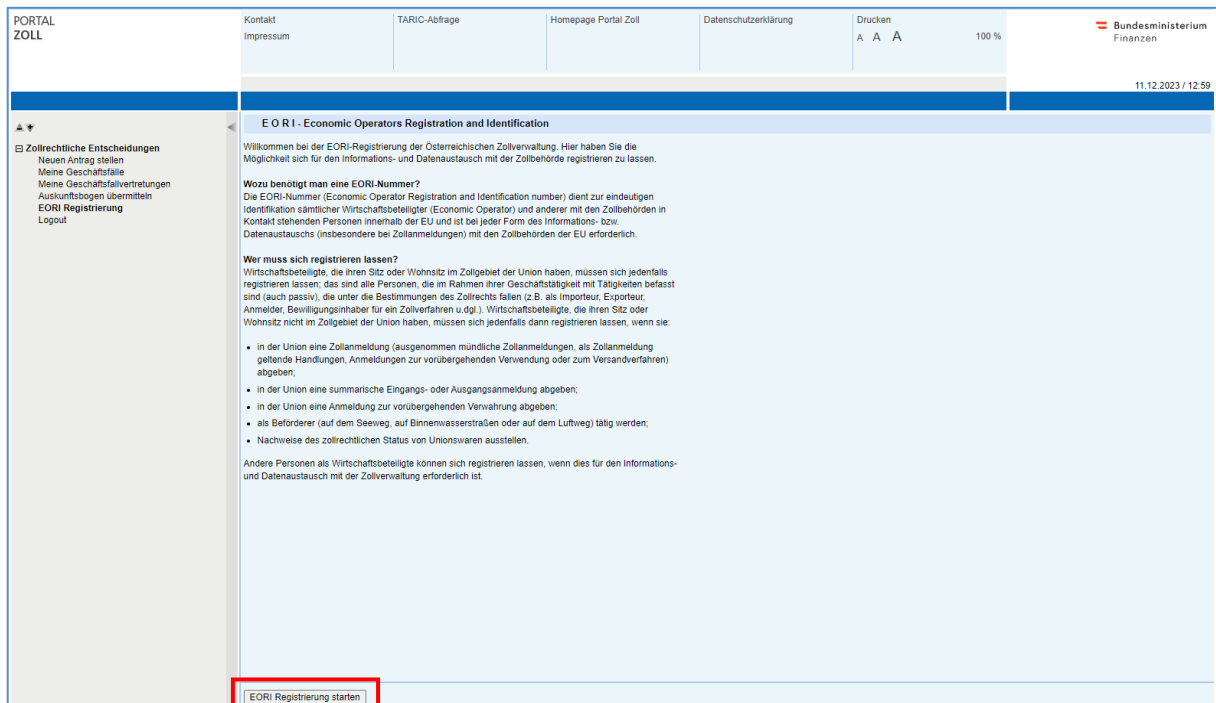 PORTAL
ZOLL
Kontakt
Impressum
TARIC-Abfrage
Homepage Portal Zoll
Datenschutzerklärung
Drucken
A A A 100 %
Bundesministerium
Finanzen
11.12.2023 / 12:59
Zollrechtliche Entscheidungen
Neuen Antrag stellen
Meine Geschäftsfälle
Meine Geschäftsfallvertretungen
Auskunftsbogen übermitteln
EORI Registrierung
Logout
E O R I - Economic Operators Registration and Identification
Willkommen bei der EORI-Registrierung der Österreichischen Zollverwaltung. Hier haben Sie die
Möglichkeit sich für den Informations- und Datenaustausch mit der Zollbehörde registrieren zu lassen.
Wozu benötigt man eine EORI-Nummer?
Die EORI-Nummer (Economic Operator Registration and Identification number) dient zur eindeutigen
Identifikation sämtlicher Wirtschaftsbeteiligter (Economic Operator) und anderer mit den Zollbehörden in
Kontakt stehenden Personen innerhalb der EU und ist bei jeder Form des Informations- bzw.
Datenaustauschs (insbesondere bei Zollanmeldungen) mit den Zollbehörden der EU erforderlich.
Wer muss sich registrieren lassen?
Wirtschaftsbeteiligte, die ihren Sitz oder Wohnsitz im Zollgebiet der Union haben, müssen sich jedenfalls
registrieren lassen; das sind alle Personen, die im Rahmen ihrer Geschäftstätigkeit mit Tätigkeiten befasst
sind (auch passiv), die unter die Bestimmungen des Zollrechts fallen (z.B. als Importeur, Exporteur,
Anmelder, Bewilligungsinhaber für ein Zollverfahren u.dgl.). Wirtschaftsbeteiligte, die ihren Sitz oder
Wohnsitz nicht im Zollgebiet der Union haben, müssen sich jedenfalls dann registrieren lassen, wenn sie:
• in der Union eine Zollanmeldung (ausgenommen mündliche Zollanmeldungen, als Zollanmeldung
geltende Handlungen, Anmeldungen zur vorübergehenden Verwendung oder zum Versandverfahren)
abgeben;
• in der Union eine summarische Eingangs- oder Ausgangsanmeldung abgeben;
• in der Union eine Anmeldung zur vorübergehenden Verwahrung abgeben;
• als Beförderer (auf dem Seeweg, auf Binnenwasserstraßen oder auf dem Luftweg) tätig werden;
• Nachweise des zollrechtlichen Status von Unionswaren ausstellen.
Andere Personen als Wirtschaftsbeteiligte können sich registrieren lassen, wenn dies für den Informations-
und Datenaustausch mit der Zollverwaltung erforderlich ist.
EORI Registrierung starten